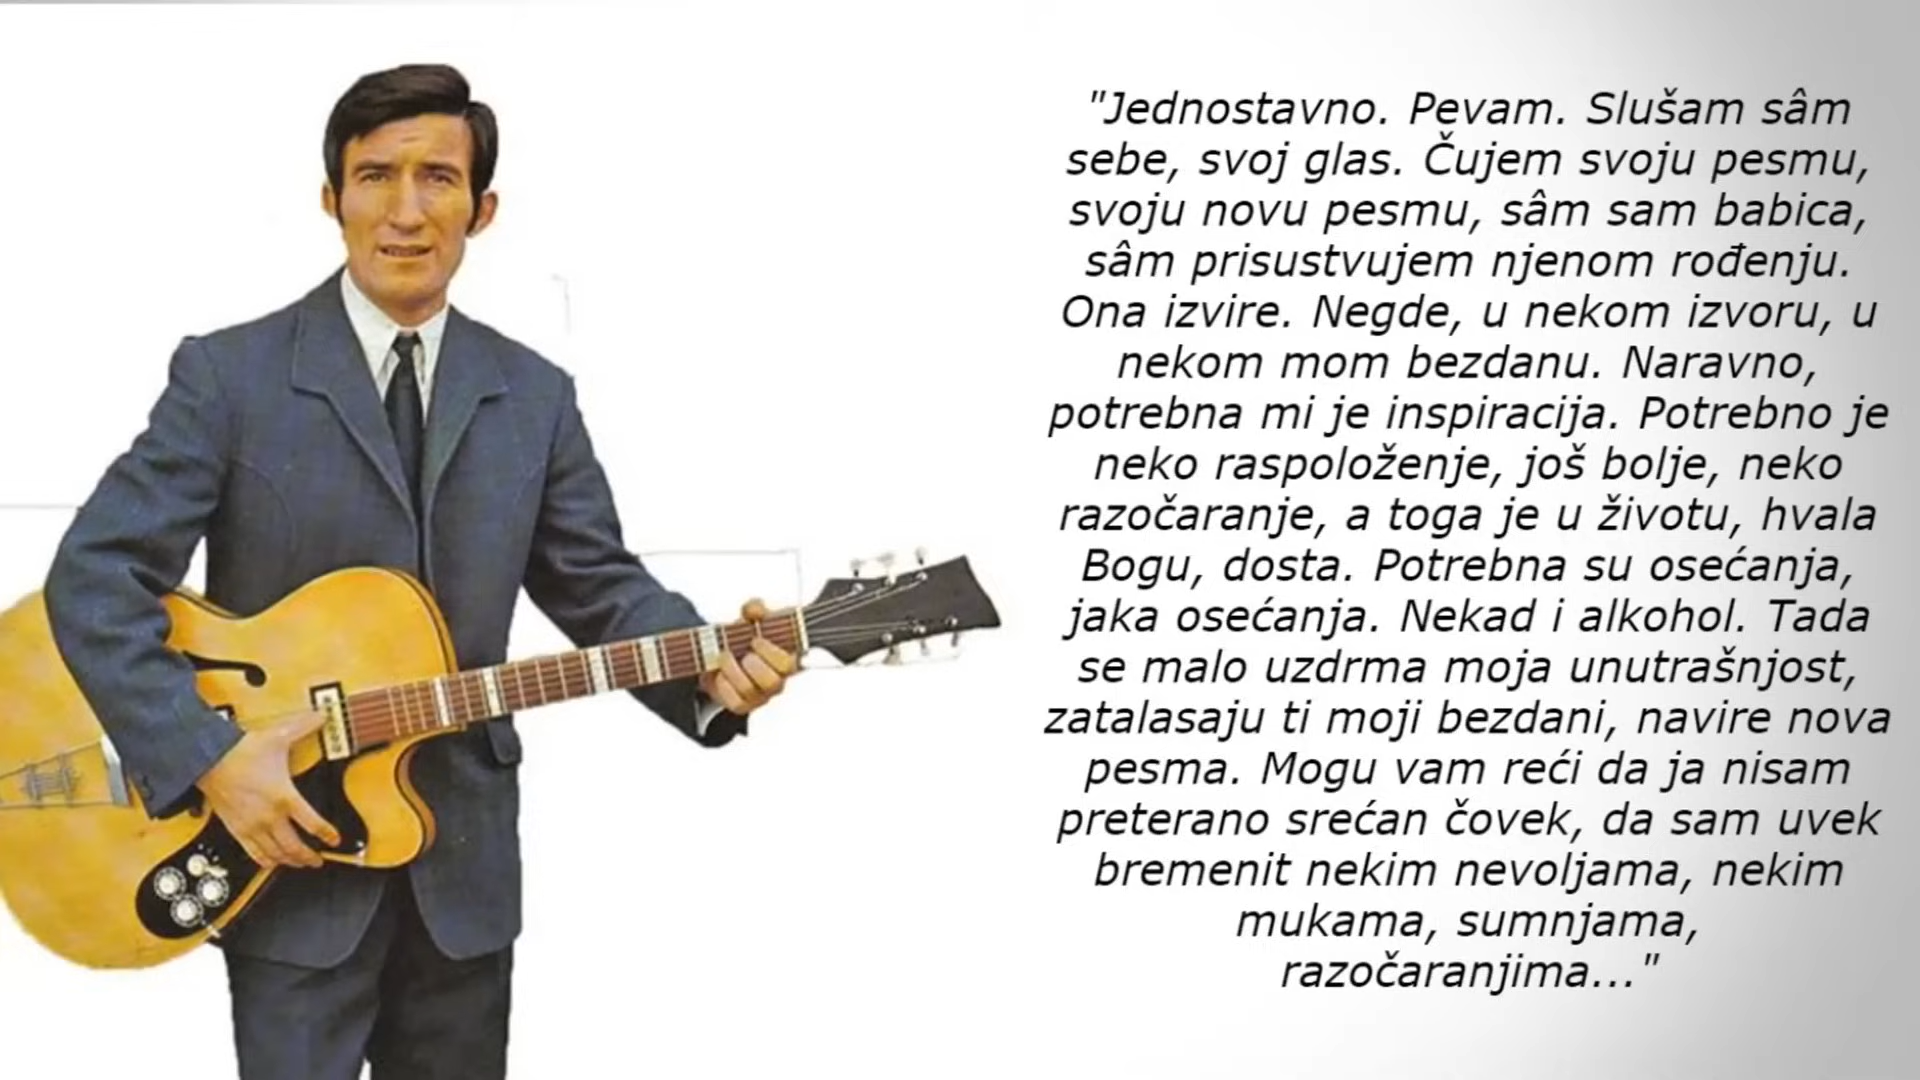 "Jednostavno. Pevam. Slušam sâm
sebe, svoj glas. Čujem svoju pesmu,
svoju novu pesmu, sâm sam babica,
sâm prisustvujem njenom rođenju.
Ona izvire. Negde, u nekom izvoru, u
nekom mom bezdanu. Naravno,
potrebna mi je inspiracija. Potrebno je
neko raspoloženje, još bolje, neko
razočaranje, a toga je u životu, hvala
Bogu, dosta. Potrebna su osećanja,
jaka osećanja. Nekad i alkohol. Tada
se malo uzdrma moja unutrašnjost,
zatalasaju ti moji bezdani, navire nova
pesma. Mogu vam reći da ja nisam
preterano srećan čovek, da sam uvek
bremenit nekim nevoljama, nekim
mukama, sumnjama,
razočaranjima..."